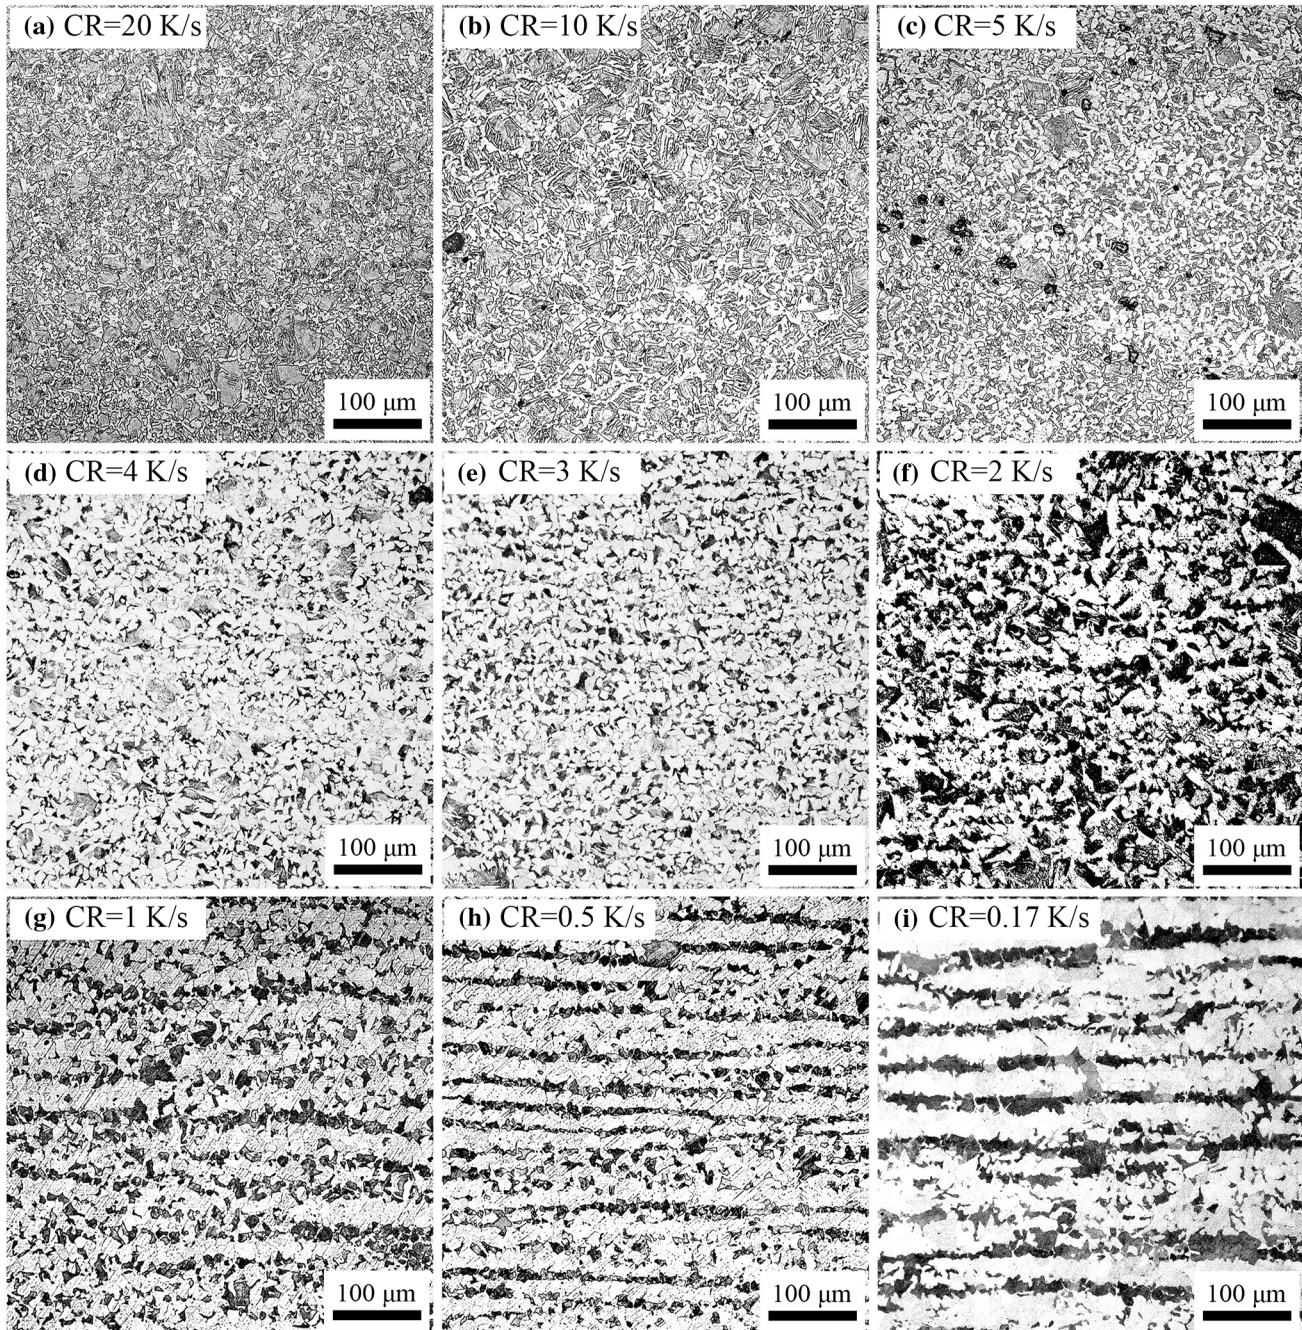 (a) CR=20 K/s
(b) CR=10 K/s
(c) CR=5 K/s
100 μm
100 μm
100 μm
(d) CR=4 K/s
(e) CR=3 K/s
(f) CR=2 K/s
100 μm
100 μm
100 μm
(g) CR=1 K/s
(h) CR=0.5 K/s
(i) CR=0.17 K/s
100 μm
100 μm
100 μm